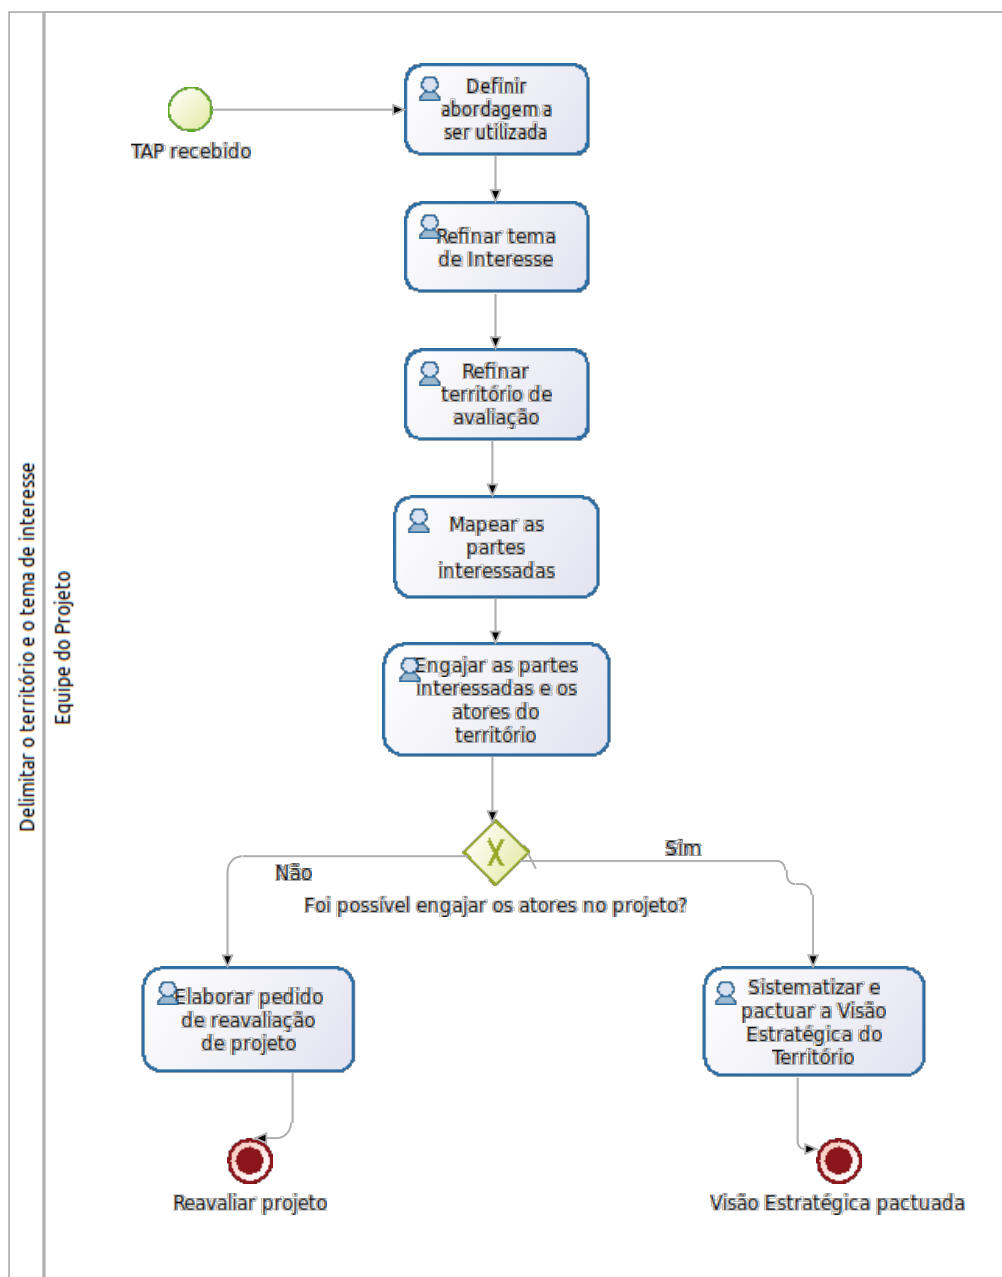 Delimitar o território e o tema de interesse
Equipe do Projeto
TAP recebido
Definir
abordagem a
ser utilizada
Refinar tema
de Interesse
Refinar
território de
avaliação
Mapear as
partes
interessadas
Engajar as partes
interessadas e os
atores do
território
Não
Sim
Foi possível engajar os atores no projeto?
Elaborar pedido
de reavaliação
de projeto
Sistematizar e
pactuar a Visão
Estratégica do
Território
Reavaliar projeto
Visão Estratégica pactuada